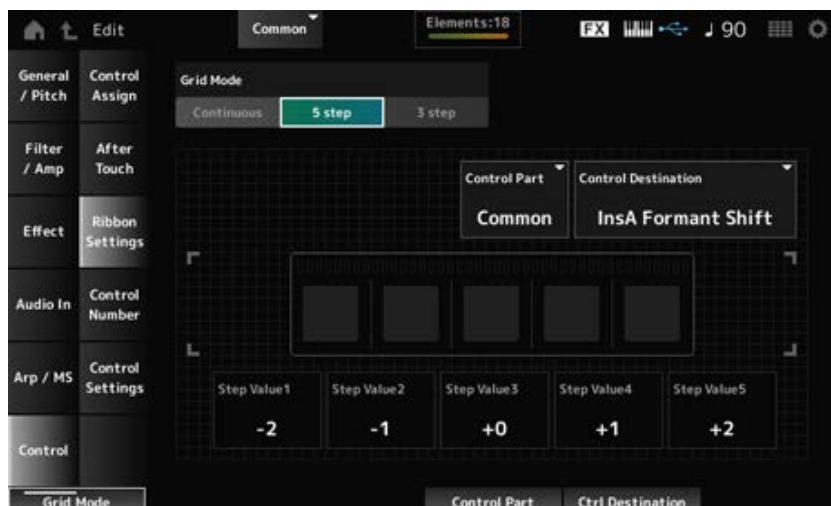 Edit
Common
Elements:18
FX
90
General / Pitch
Control Assign
Filter / Amp
After Touch
Effect
Ribbon Settings
Audio In
Control Number
Arp / MS
Control Settings
Control
Grid Mode
Continuous
5 step
3 step
Control Part
Common
Control Destination
InsA Formant Shift
Step Value1
Step Value2
Step Value3
Step Value4
Step Value5
-2
-1
+0
+1
+2
Grid Mode
Control Part
Ctrl Destination